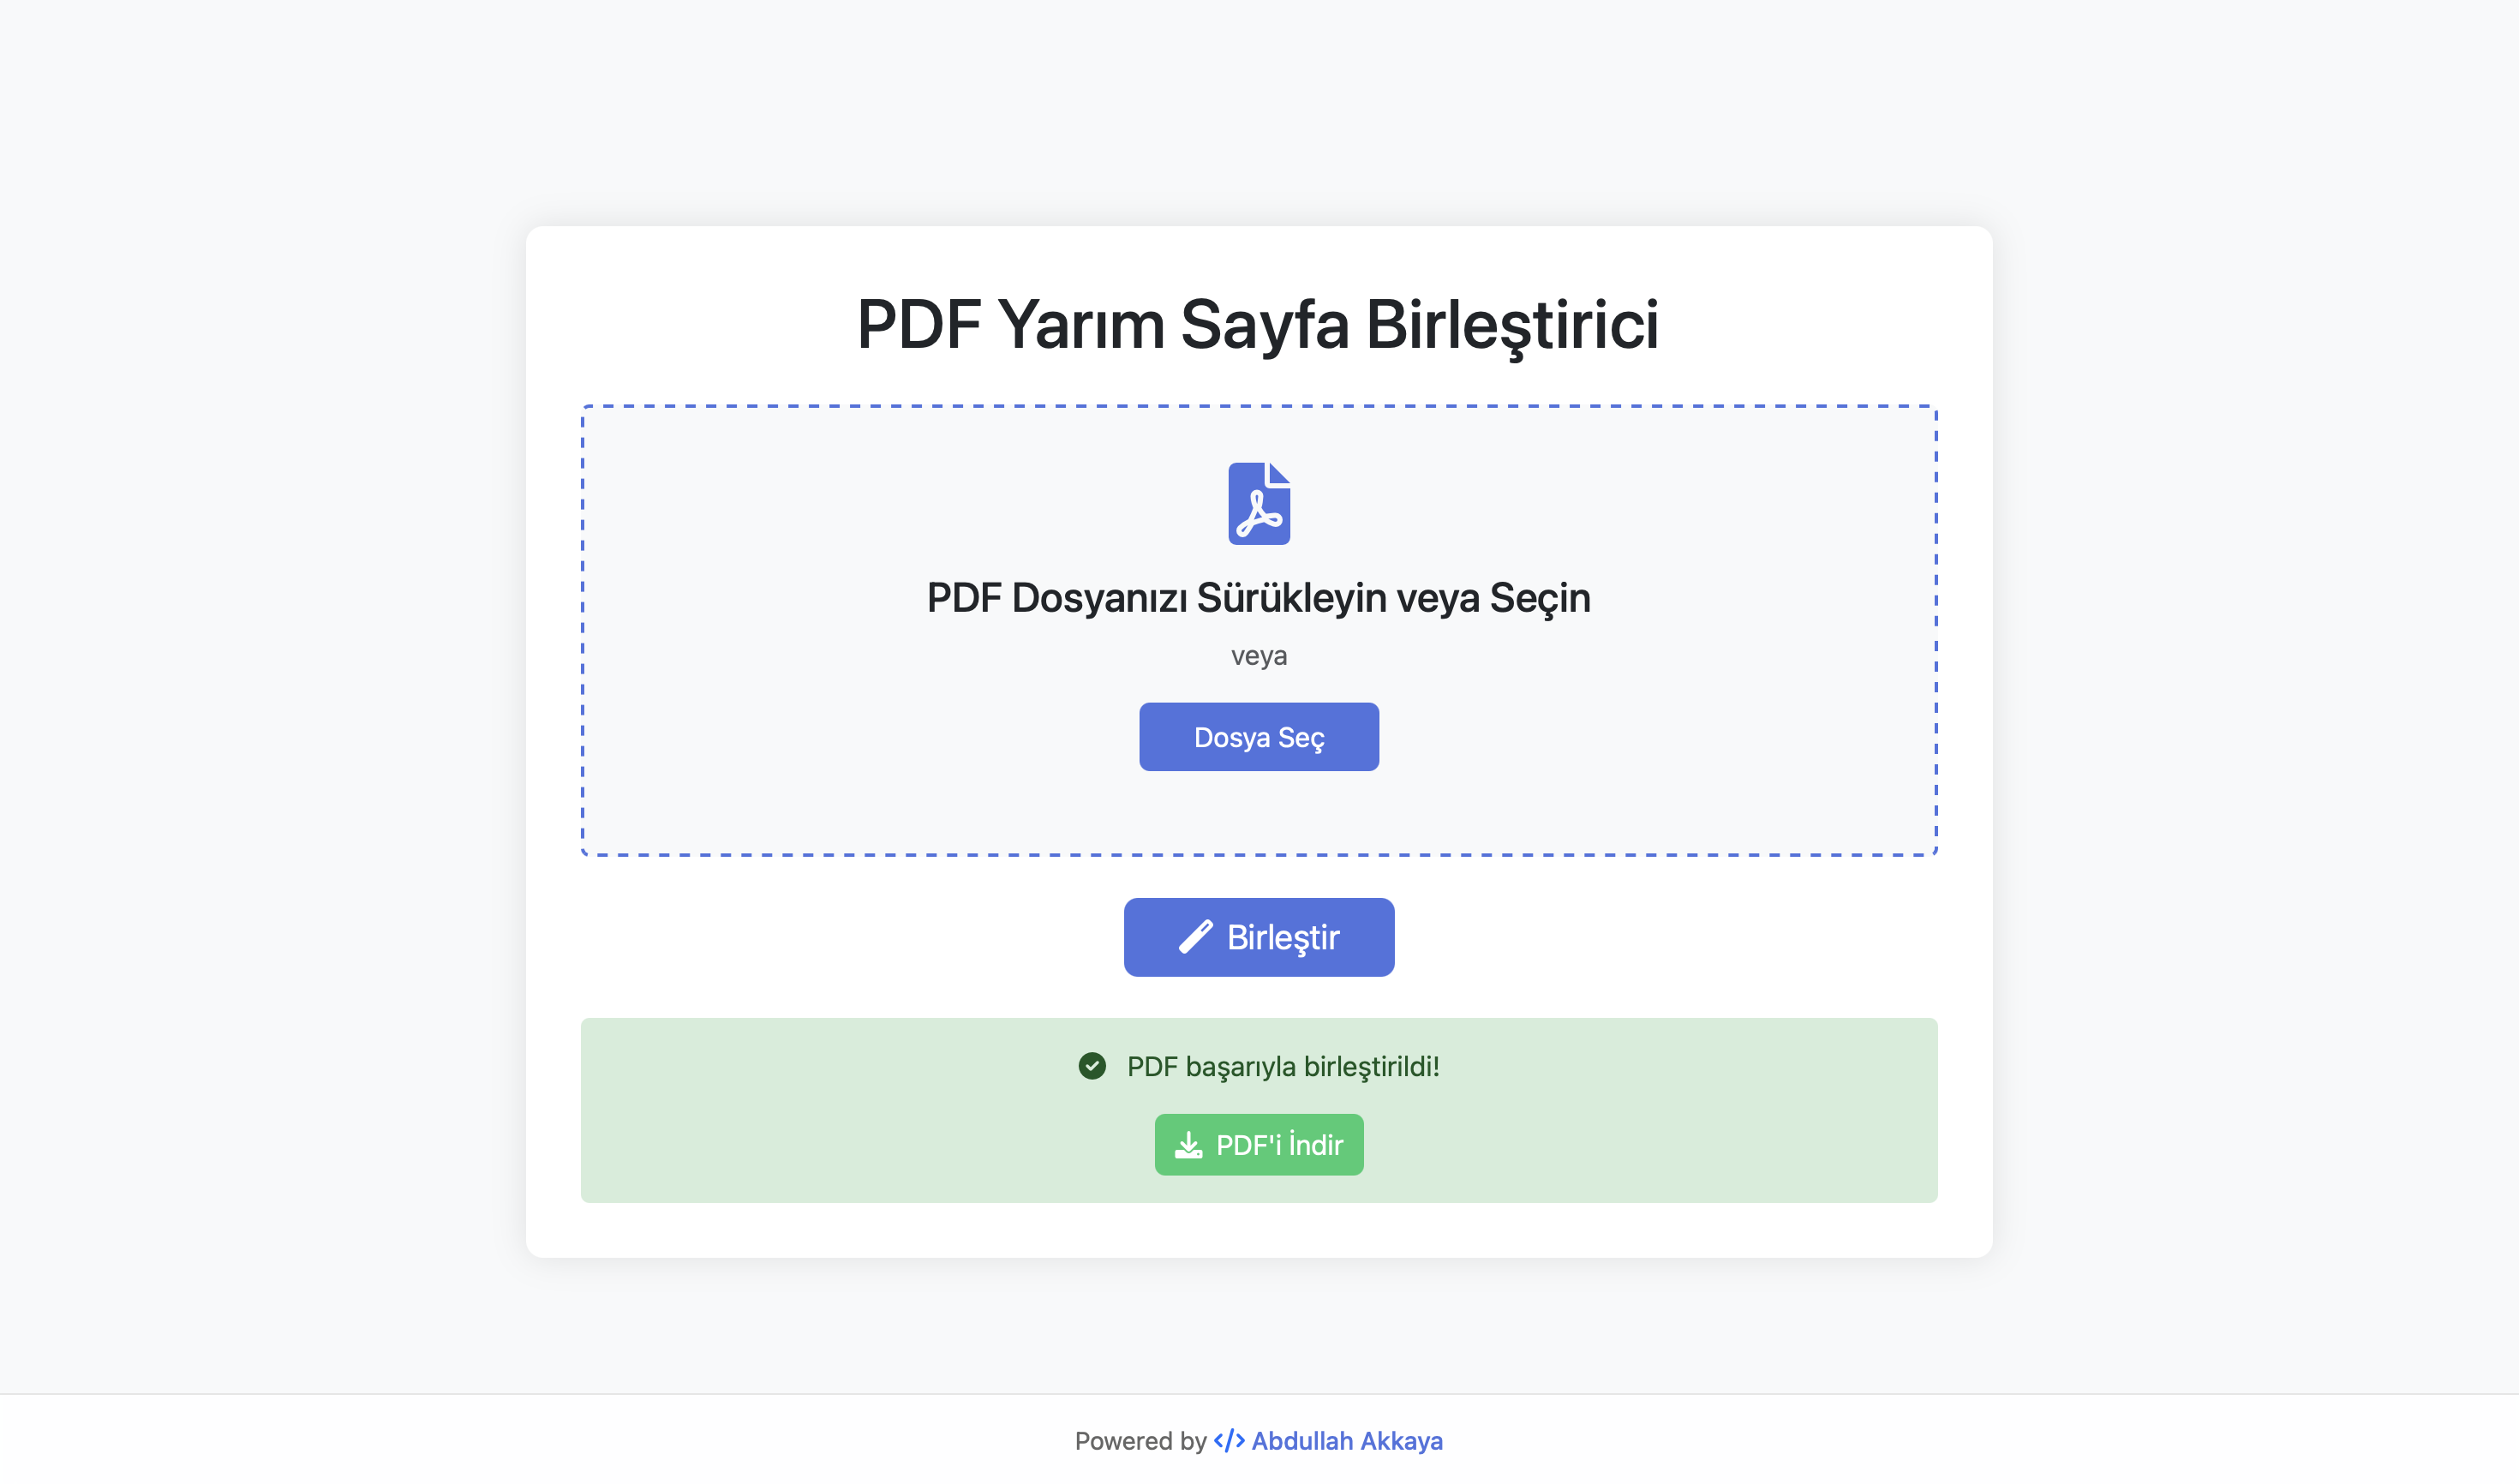 PDF Yarım Sayfa Birleştirici
PDF Dosyanızı Sürükleyin veya Seçin
veya
Dosya Seç
Birleştir
PDF başarıyla birleştirildi!
PDF'i İndir
Powered by </> Abdullah Akkaya